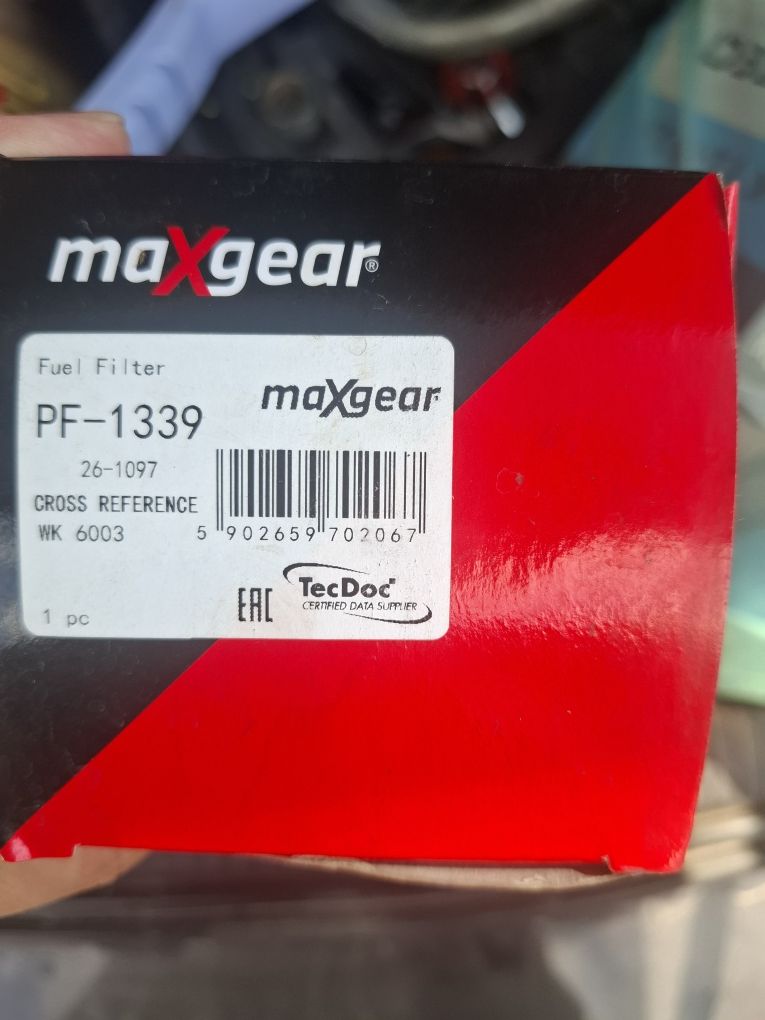 maXgear®
Fuel Filter
maXgear
PF-1339
26-1097
CROSS REFERENCE
WK 6003
5 902659 702067
EAC
TecDoc
CERTIFIED DATA SUPPLIER
1 pc